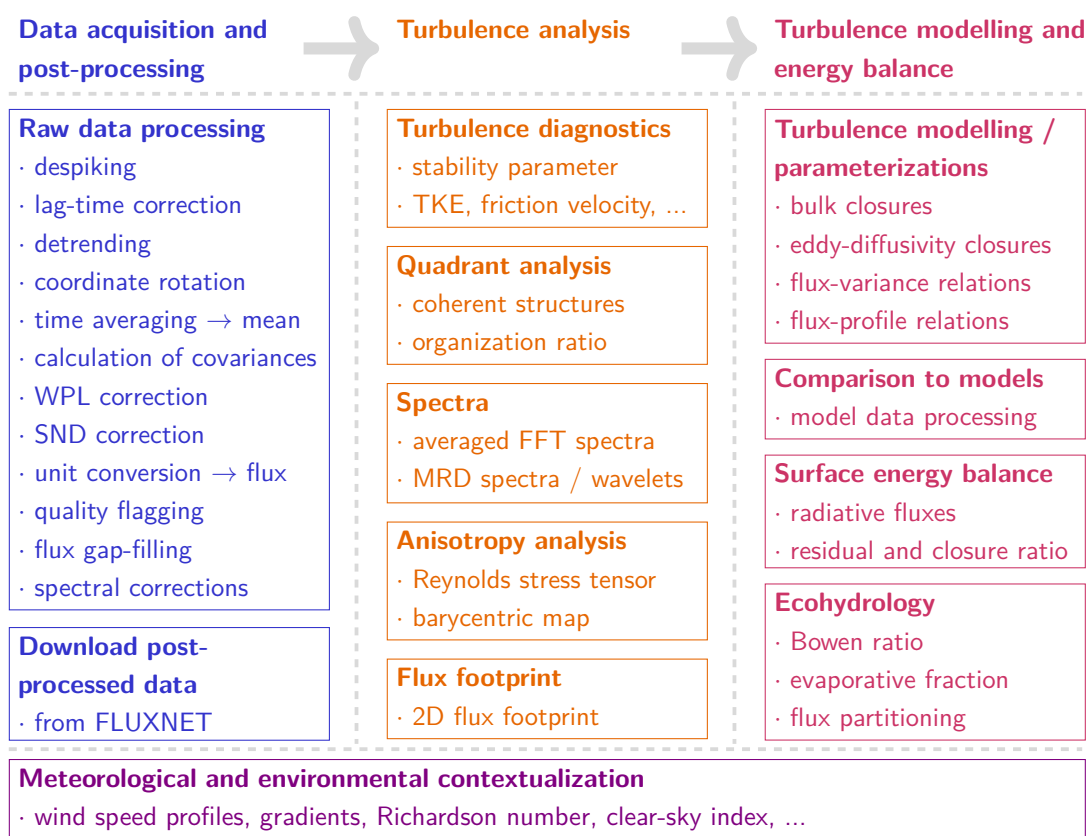 Data acquisition and
post-processing
Turbulence analysis
Turbulence modelling and
energy balance
Raw data processing
· despiking
· lag-time correction
· detrending
· coordinate rotation
· time averaging → mean
· calculation of covariances
· WPL correction
· SND correction
· unit conversion → flux
· quality flagging
· flux gap-filling
· spectral corrections
Download post-
processed data
· from FLUXNET
Turbulence diagnostics
· stability parameter
· TKE, friction velocity, ...
Quadrant analysis
· coherent structures
· organization ratio
Spectra
· averaged FFT spectra
· MRD spectra / wavelets
Anisotropy analysis
· Reynolds stress tensor
· barycentric map
Flux footprint
· 2D flux footprint
Turbulence modelling /
parameterizations
· bulk closures
· eddy-diffusivity closures
· flux-variance relations
· flux-profile relations
Comparison to models
· model data processing
Surface energy balance
· radiative fluxes
· residual and closure ratio
Ecohydrology
· Bowen ratio
· evaporative fraction
· flux partitioning
Meteorological and environmental contextualization
· wind speed profiles, gradients, Richardson number, clear-sky index, ...